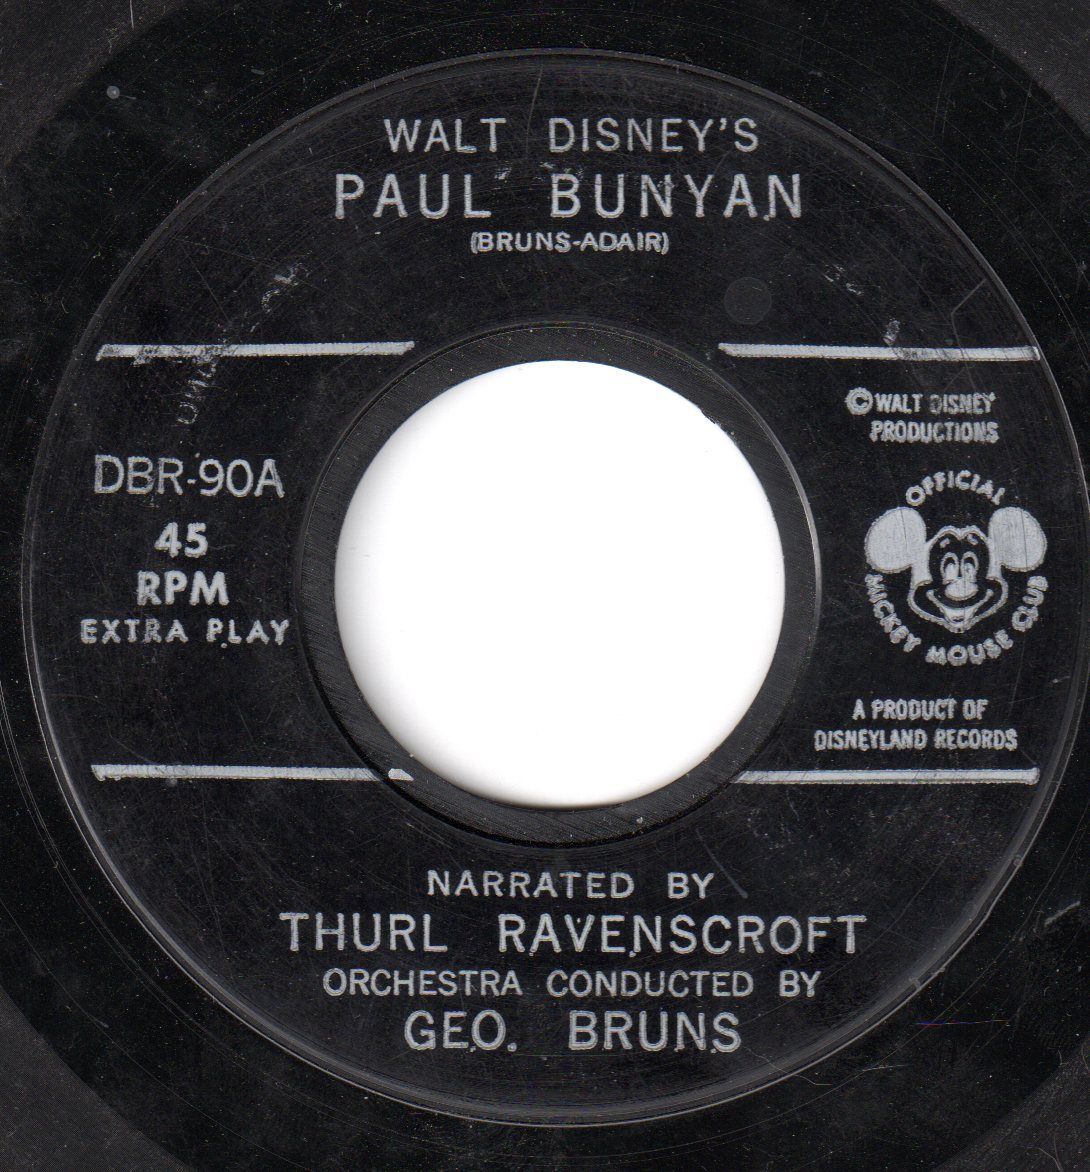 WALT DISNEY'S
PAUL BUNYAN
(BRUNS-ADAIR)
DBR-90A
45
RPM
EXTRA PLAY
©WALT DISNEY
PRODUCTIONS
OFFICIAL
MICKEY MOUSE CLUB
A PRODUCT OF
DISNEYLAND RECORDS
NARRATED BY
THURL RAVENSCROFT
ORCHESTRA CONDUCTED BY
GEO. BRUNS